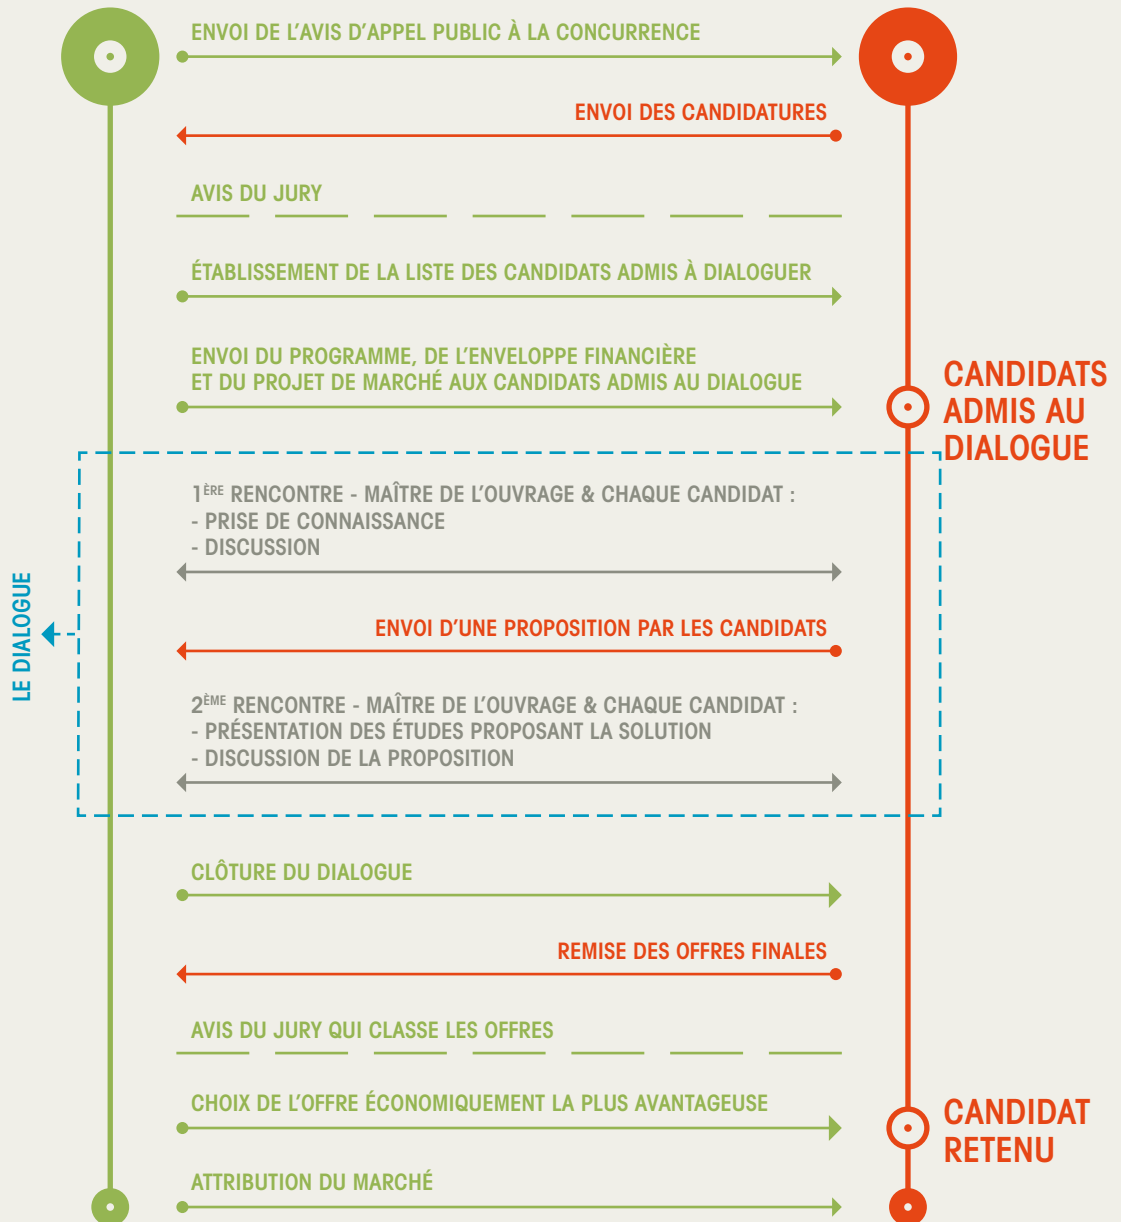 ENVOI DE L'AVIS D'APPEL PUBLIC À LA CONCURRENCE
ENVOI DES CANDIDATURES
AVIS DU JURY
ÉTABLISSEMENT DE LA LISTE DES CANDIDATS ADMIS À DIALOGUER
ENVOI DU PROGRAMME, DE L'ENVELOPPE FINANCIÈRE
ET DU PROJET DE MARCHÉ AUX CANDIDATS ADMIS AU DIALOGUE
CANDIDATS
ADMIS AU
DIALOGUE
LE DIALOGUE
1ÈRE RENCONTRE - MAÎTRE DE L'OUVRAGE & CHAQUE CANDIDAT :
- PRISE DE CONNAISSANCE
- DISCUSSION
ENVOI D'UNE PROPOSITION PAR LES CANDIDATS
2ÈME RENCONTRE - MAÎTRE DE L'OUVRAGE & CHAQUE CANDIDAT :
- PRÉSENTATION DES ÉTUDES PROPOSANT LA SOLUTION
- DISCUSSION DE LA PROPOSITION
CLÔTURE DU DIALOGUE
REMISE DES OFFRES FINALES
AVIS DU JURY QUI CLASSE LES OFFRES
CHOIX DE L'OFFRE ÉCONOMIQUEMENT LA PLUS AVANTAGEUSE
CANDIDAT
RETENU
ATTRIBUTION DU MARCHÉ